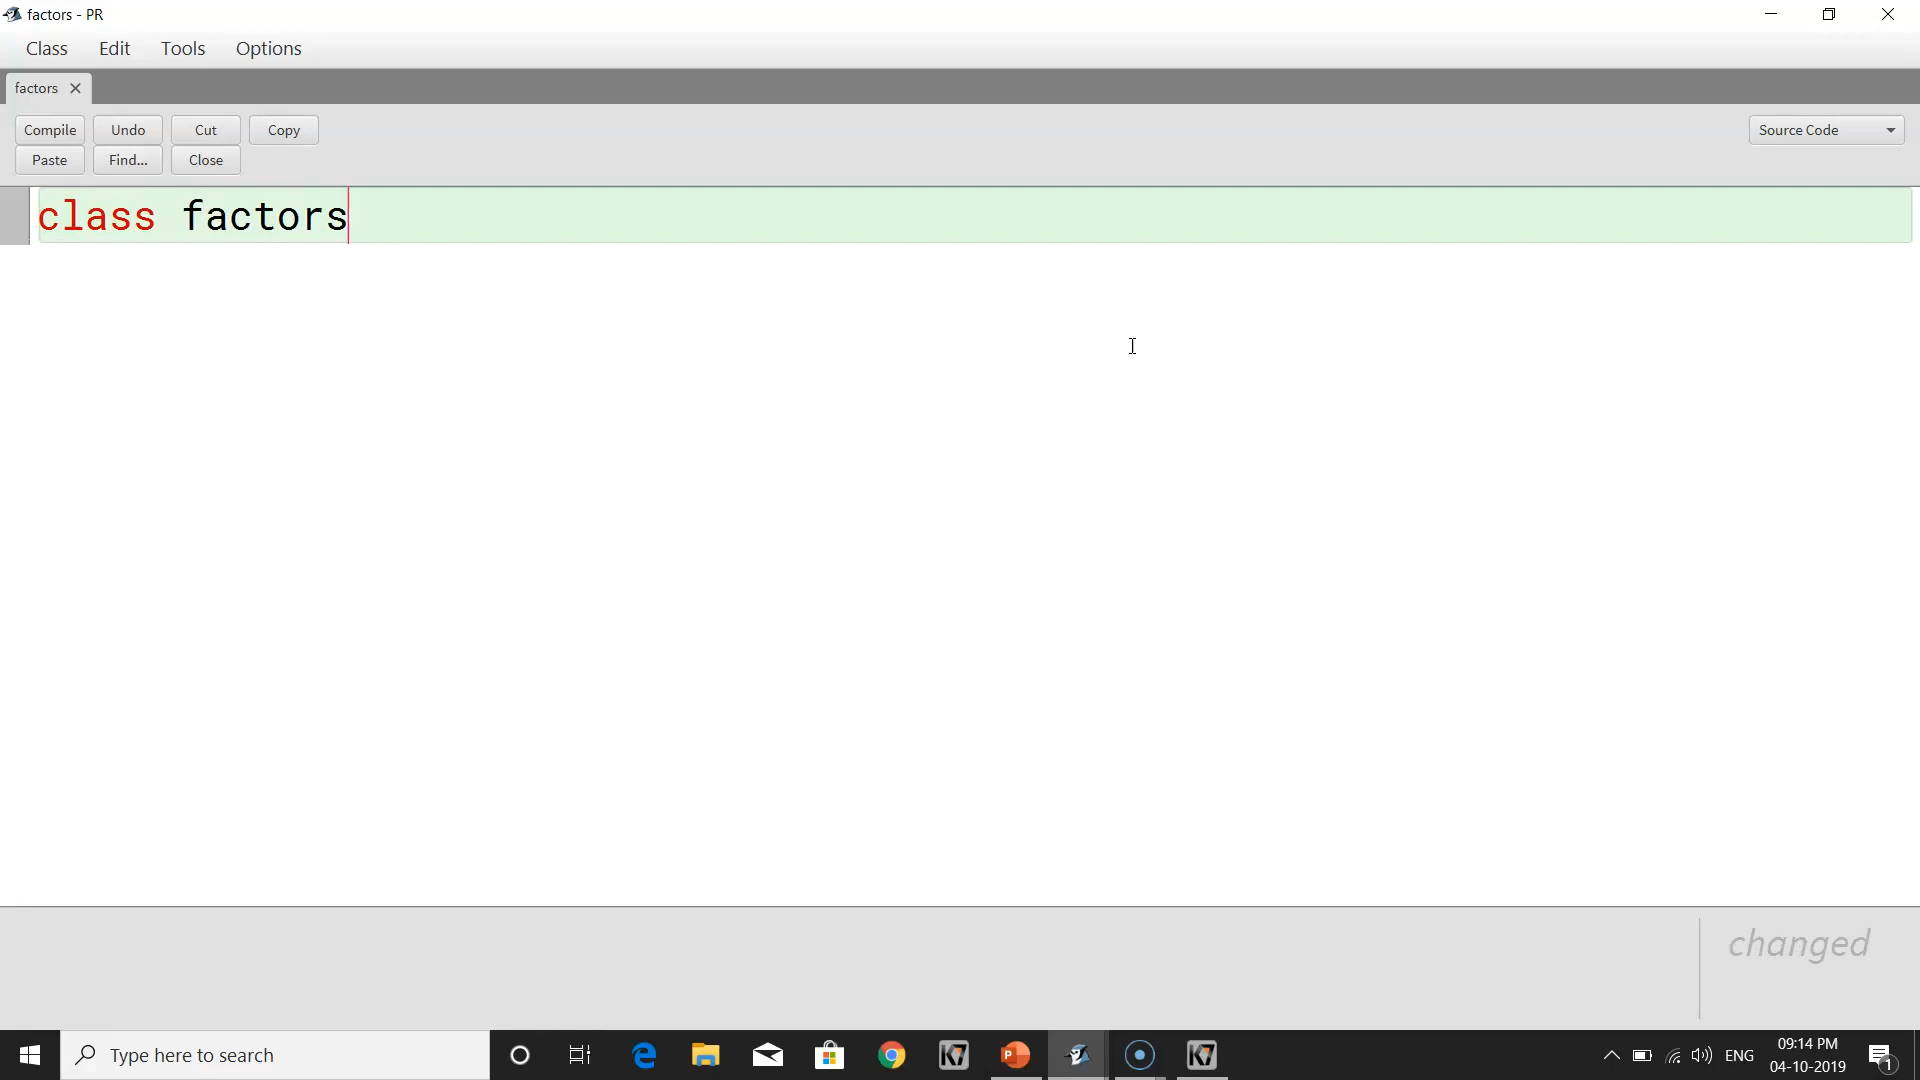 factors - PR
Class Edit Tools Options
factors
Compile Undo Cut Copy
Source Code
Paste Find... Close
class factors
changed
Type here to search
ENG
09:14 PM
04-10-2019
1